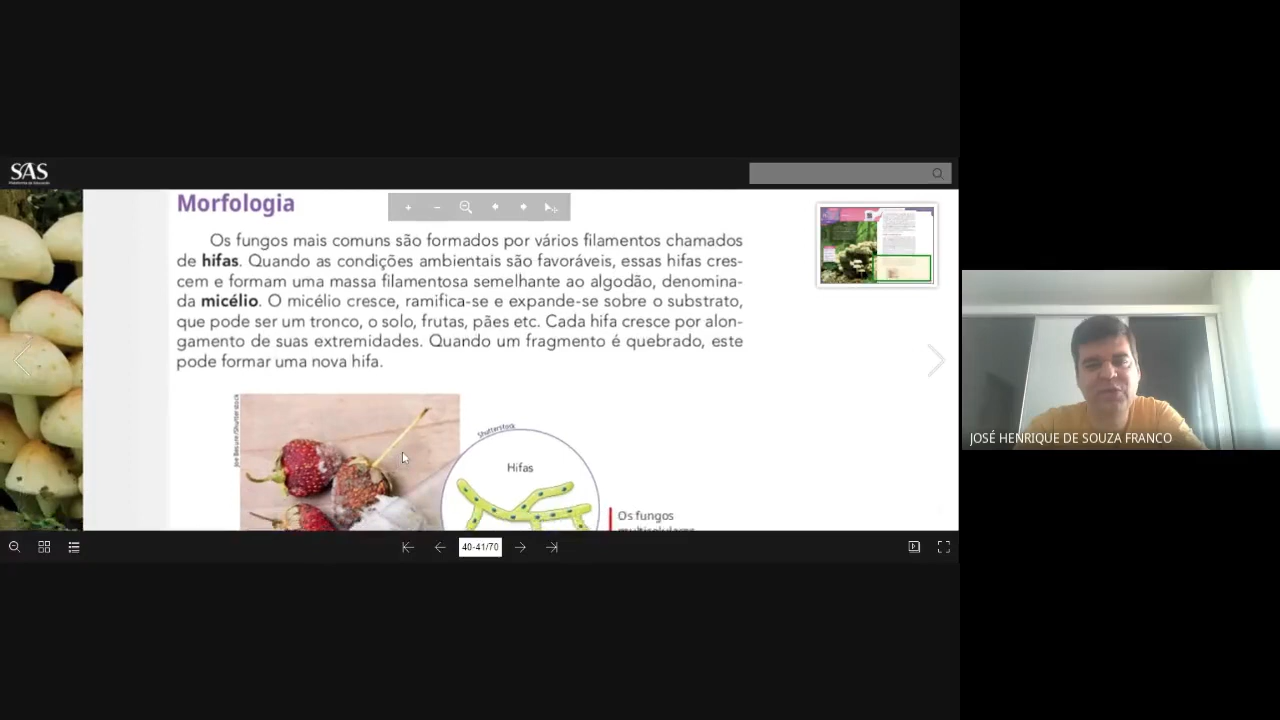 SAS
Morfologia
Os fungos mais comuns são formados por vários filamentos chamados
de hifas. Quando as condições ambientais são favoráveis, essas hifas cres-
cem e formam uma massa filamentosa semelhante ao algodão, denomina-
da micélio. O micélio cresce, ramifica-se e expande-se sobre o substrato,
que pode ser um tronco, o solo, frutas, pães etc. Cada hifa cresce por alon-
gamento de suas extremidades. Quando um fragmento é quebrado, este
pode formar uma nova hifa.
Shutterstock
Hifas
Os fungos
multicelulares
40-41/70
JOSÉ HENRIQUE DE SOUZA FRANCO